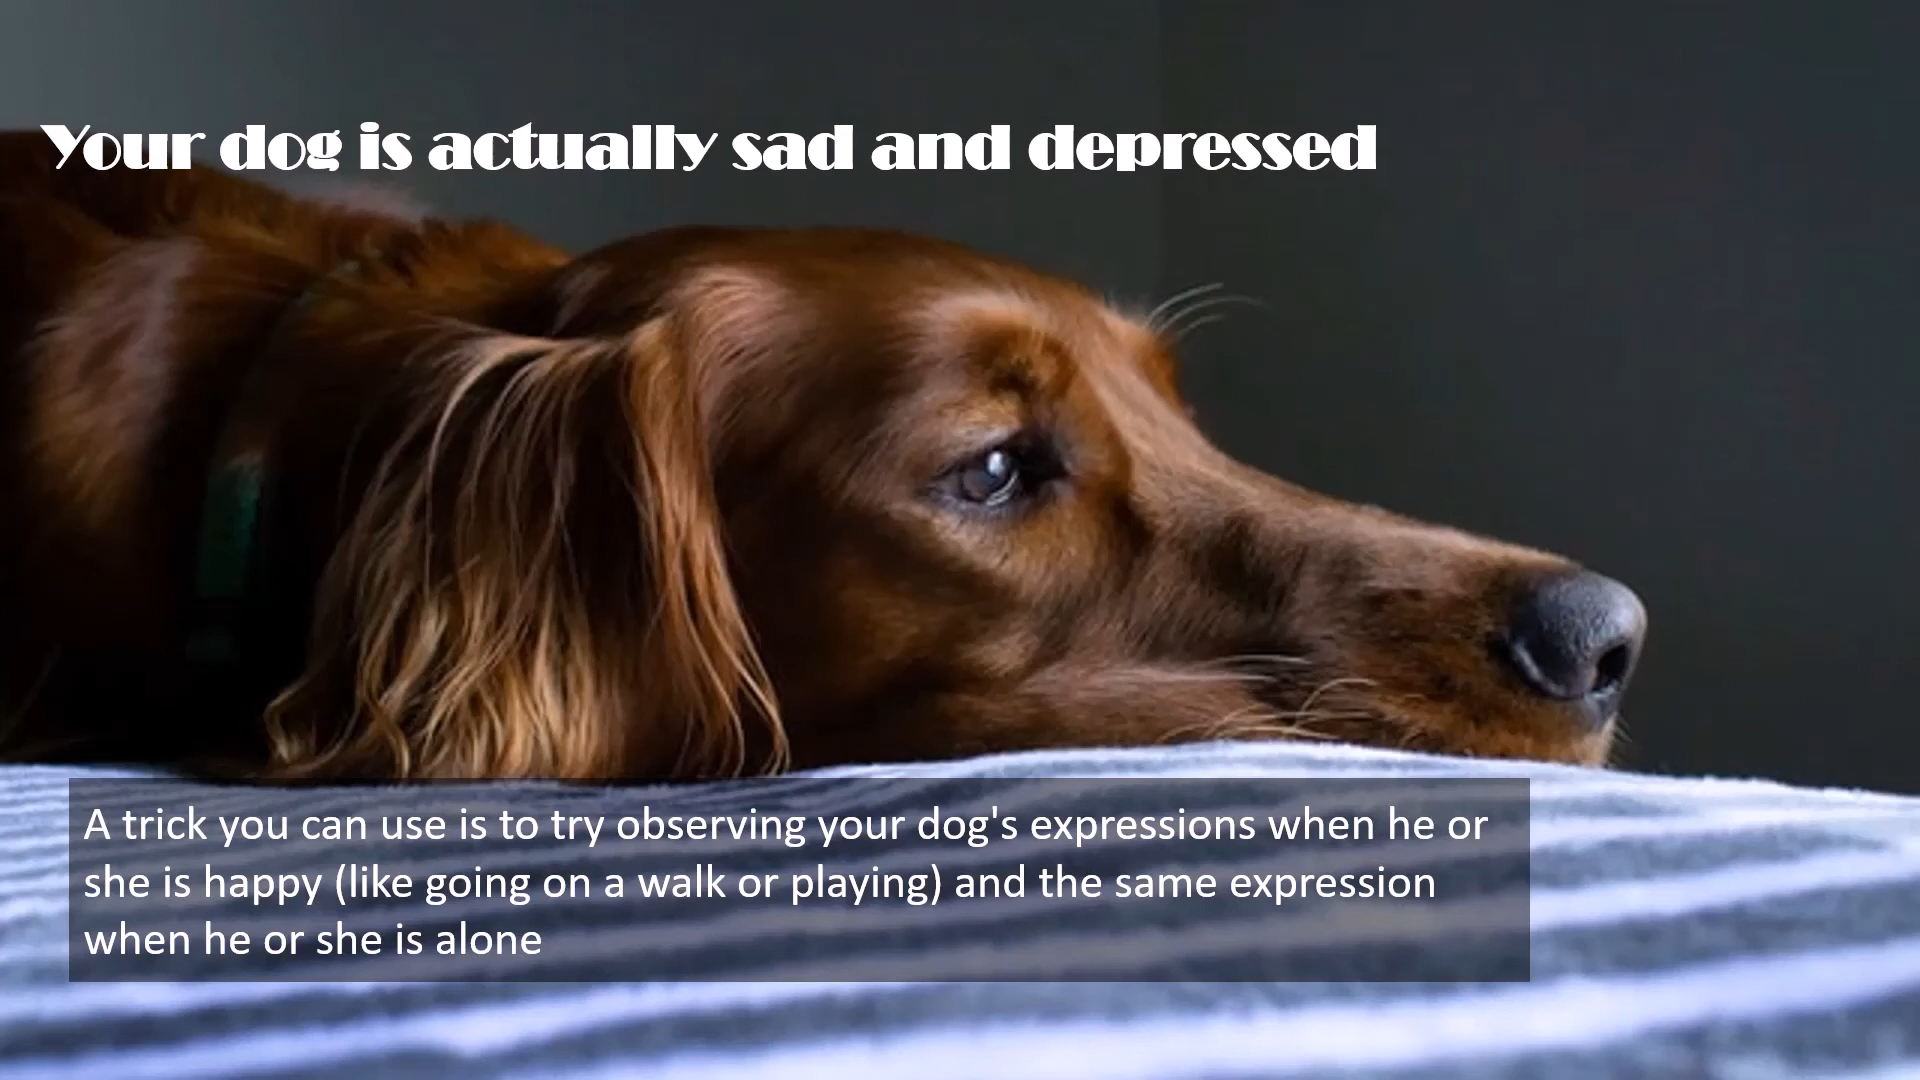 Your dog is actually sad and depressed
A trick you can use is to try observing your dog's expressions when he or
she is happy (like going on a walk or playing) and the same expression
when he or she is alone